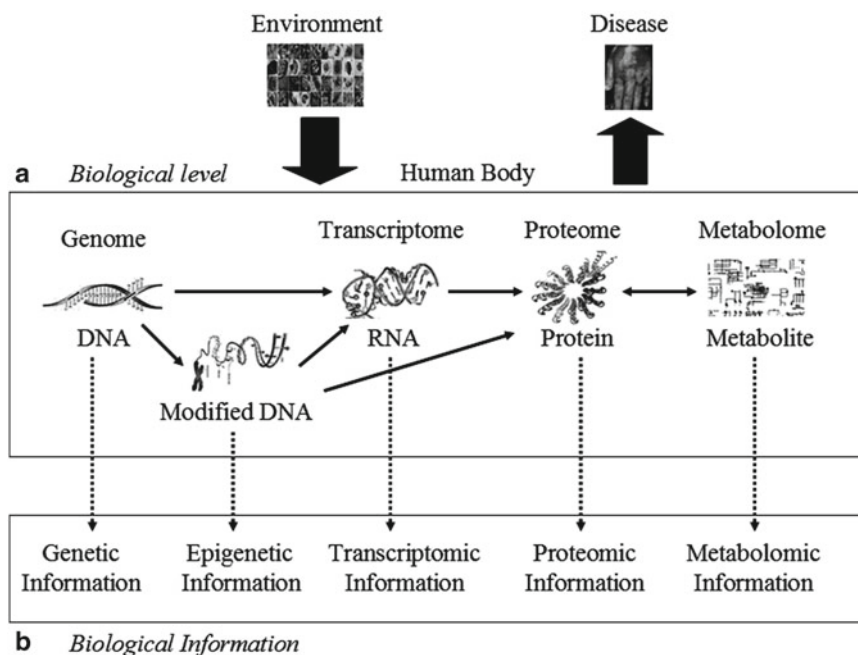 Environment
Disease
a Biological level
Human Body
Genome
Transcriptome
Proteome
Metabolome
DNA
RNA
Protein
Metabolite
Modified DNA
Genetic
Information
Epigenetic
Information
Transcriptomic
Information
Proteomic
Information
Metabolomic
Information
b Biological Information